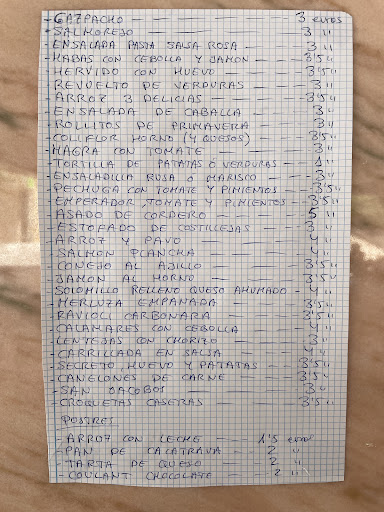 - GAZPACHO - 3 euros
- SALMOREJO - 3 "
- ENSALADA PASTA SALSA ROSA - 3 "
- HABAS CON CEBOLLA Y JAMON - 3'5 "
- HERVIDO CON HUEVO - 3'5 "
- REVUELTO DE VERDURAS - 3 "
- ARROZ 3 DELICIAS - 3'5 "
- ENSALADA DE CABALLA - 3 "
- ROLLITOS DE PRIMAVERA - 3 "
- COLIFLOR HORNO (4 QUESOS) - 3'5 "
- MAGRA CON TOMATE - 3 "
- TORTILLA DE PATATAS O VERDURAS - 1 "
- ENSALADILLA RUSA O MARISCO - 3 "
- PECHUGA CON TOMATE Y PIMIENTOS - 3'5 "
- EMPERADOR, TOMATE Y PIMIENTOS - 3'5 "
- ASADO DE CORDERO - 5 "
- ESTOFADO DE COSTILLEJAS - 3 "
- ARROZ Y PAVO - 4 "
- SALMON PLANCHA - 4 "
- CONEJO AL AJILLO - 3'5 "
- JAMON AL HORNO - 3'5 "
- SOLOMILLO RELLENO QUESO AHUMADO - 4 "
- MERLUZA EMPANADA - 3'5 "
- RAVIOLI CARBONARA - 3'5 "
- CALAMARES CON CEBOLLA - 4 "
- LENTEJAS CON CHORIZO - 3 "
- CARRILLADA EN SALSA - 4 "
- SECRETO, HUEVO Y PATATAS - 3'5 "
- CANELONES DE CARNE - 3'5 "
- SAN JACOBOS - 3 "
- CROQUETAS CASERAS - 3'5 "
POSTRES
- ARROZ CON LECHE - 1'5 euros
- PAN DE CALATRAVA - 2 "
- TARTA DE QUESO - 2 "
- COULANT CHOCOLATE - 2 "